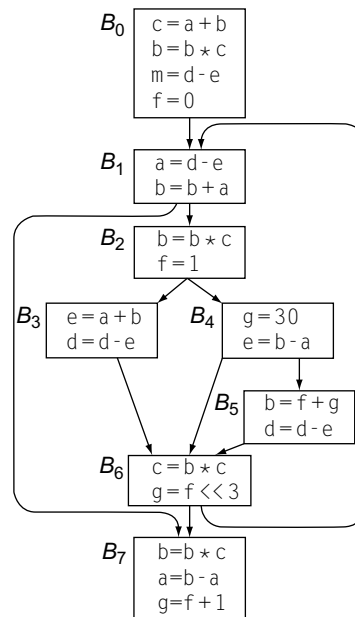 B0
c=a+b
b=b*c
m=d-e
f=0
B1
a=d-e
b=b+a
B2
b=b*c
f=1
B3
e=a+b
d=d-e
B4
g=30
e=b-a
B5
b=f+g
d=d-e
B6
c=b*c
g=f<<3
B7
b=b*c
a=b-a
g=f+1